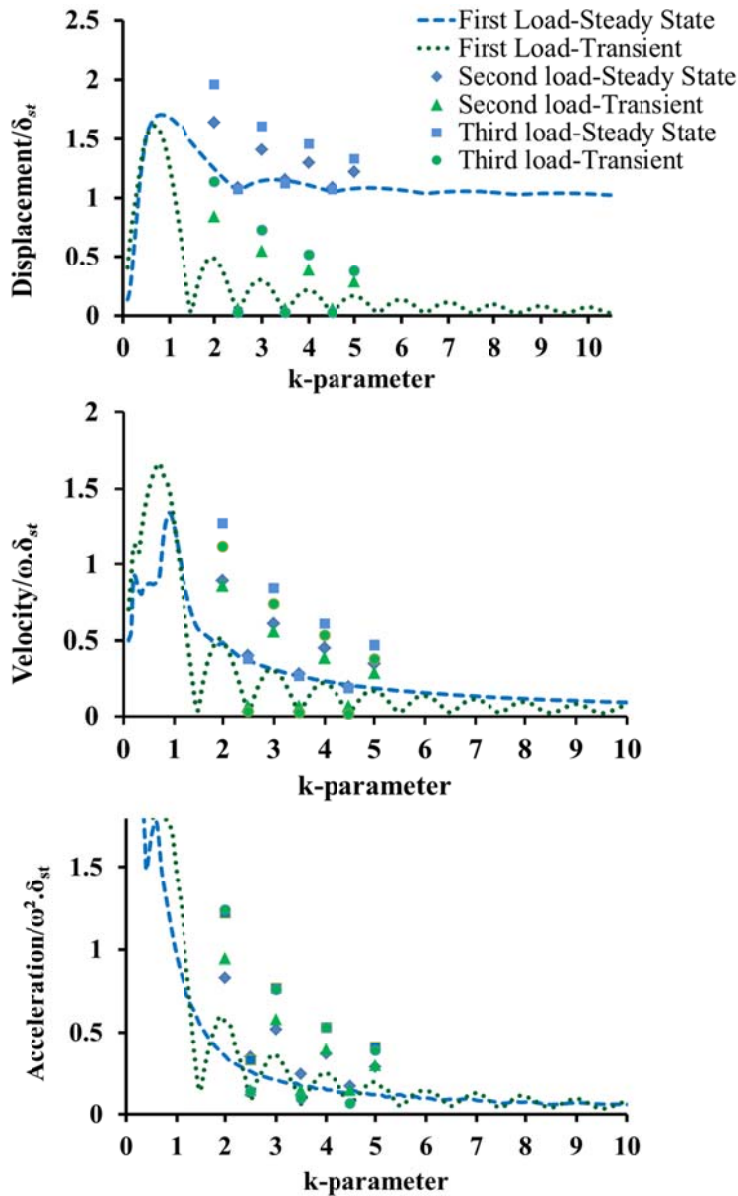 2.5
2
1.5
1
0.5
0
Displacement/δst
0 1 2 3 4 5 6 7 8 9 10
k-parameter
First Load-Steady State
First Load-Transient
Second load-Steady State
Second load-Transient
Third load-Steady State
Third load-Transient
2
1.5
1
0.5
0
Velocity/ω.δst
0 1 2 3 4 5 6 7 8 9 10
k-parameter
1.5
1
0.5
0
Acceleration/ω².δst
0 1 2 3 4 5 6 7 8 9 10
k-parameter